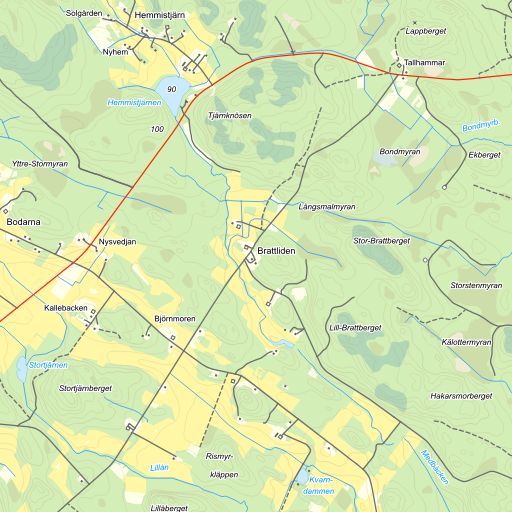 Solgården
Hemmistjärn
Lappberget
Nyhem
Tallhammar
90
Hemmistjärnen
Tjärnknösen
100
Bondmyrb.
Bondmyran
Ekberget
Yttre-Stormyran
Långsmalmyran
Bodarna
Nysvedjan
Stor-Brattberget
Brattliden
Storstenmyran
Kallebacken
Björnmoren
Lill-Brattberget
Kälottermyran
Stortjärnen
Stortjärnberget
Hakarsmorberget
Rismyr-
kläppen
Lillån
Medbäcken
Kvarn-
dammen
Lillåberget